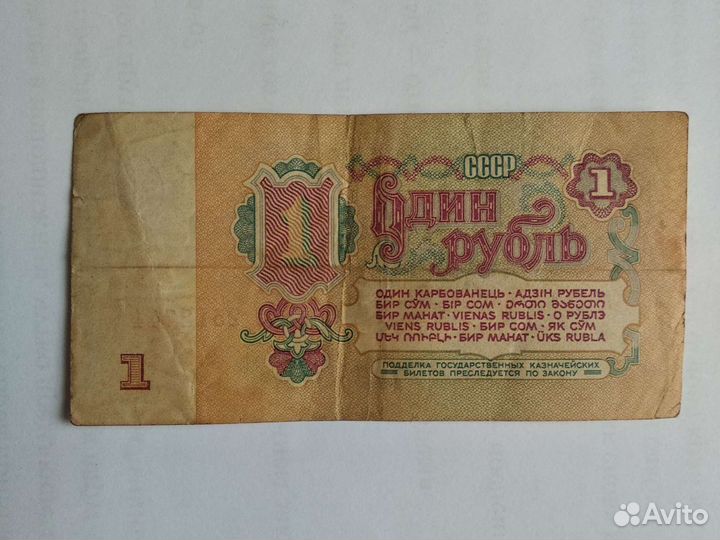 СССР
1
1
Один
рубль
ОДИН КАРБОВАНЕЦЬ · АДЗІН РУБЕЛЬ
БИР СЎМ · БІР СОМ · ᲔᲠᲗᲘ ᲛᲐᲜᲔᲗᲘ
БИР МАНАТ · VIENAS RUBLIS · О РУБЛЭ
VIENS RUBLIS · БИР СОМ · ЯК СЎМ
ՄԵԿ ՌՈՒԲԼԻ · БИР МАНАТ · ÜKS RUBLA
ПОДДЕЛКА ГОСУДАРСТВЕННЫХ КАЗНАЧЕЙСКИХ
БИЛЕТОВ ПРЕСЛЕДУЕТСЯ ПО ЗАКОНУ
1
Avito